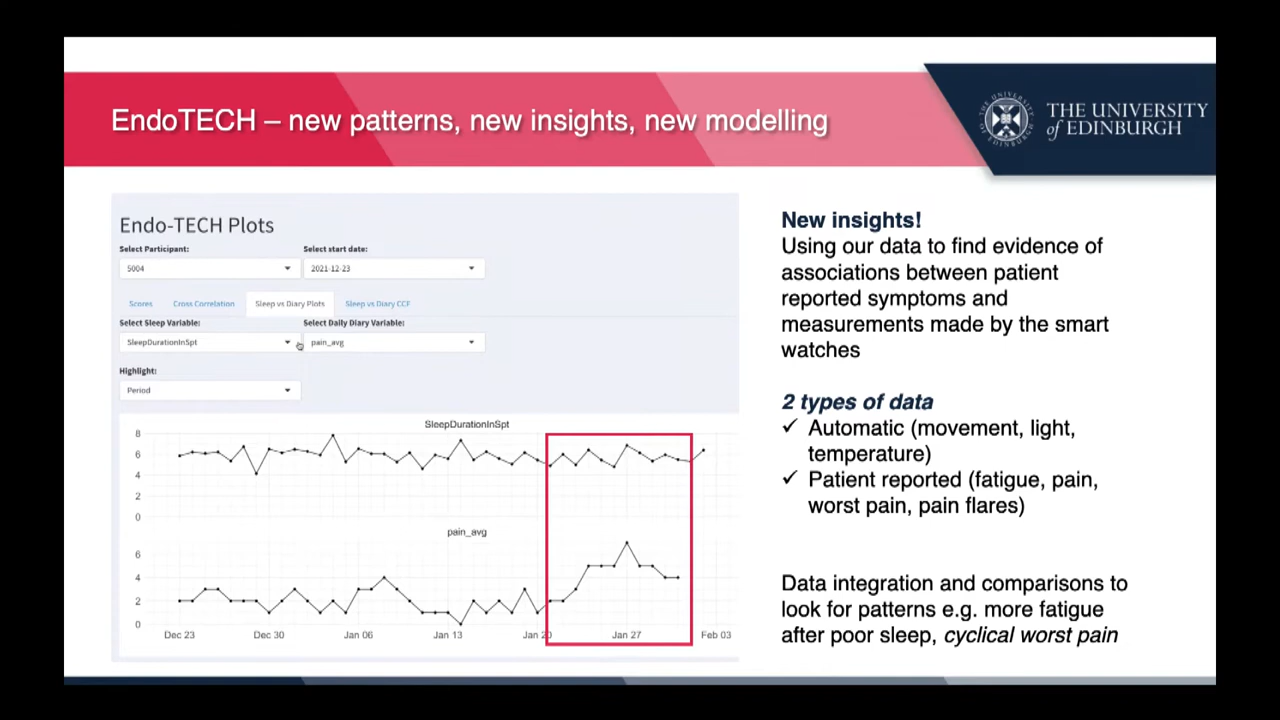 EndoTECH – new patterns, new insights, new modelling
THE UNIVERSITY
of EDINBURGH
Endo-TECH Plots
Select Participant:
Select start date:
5004
2021-12-23
Scores
Cross Correlation
Sleep vs Diary Plots
Sleep vs Diary CCF
Select Sleep Variable:
Select Daily Diary Variable:
SleepDurationInSpt
pain_avg
Highlight:
Period
SleepDurationInSpt
8
6
4
2
0
pain_avg
6
4
2
0
Dec 23
Dec 30
Jan 06
Jan 13
Jan 2
Jan 27
Feb 03
New insights!
Using our data to find evidence of
associations between patient
reported symptoms and
measurements made by the smart
watches
2 types of data
✓ Automatic (movement, light,
temperature)
✓ Patient reported (fatigue, pain,
worst pain, pain flares)
Data integration and comparisons to
look for patterns e.g. more fatigue
after poor sleep, cyclical worst pain